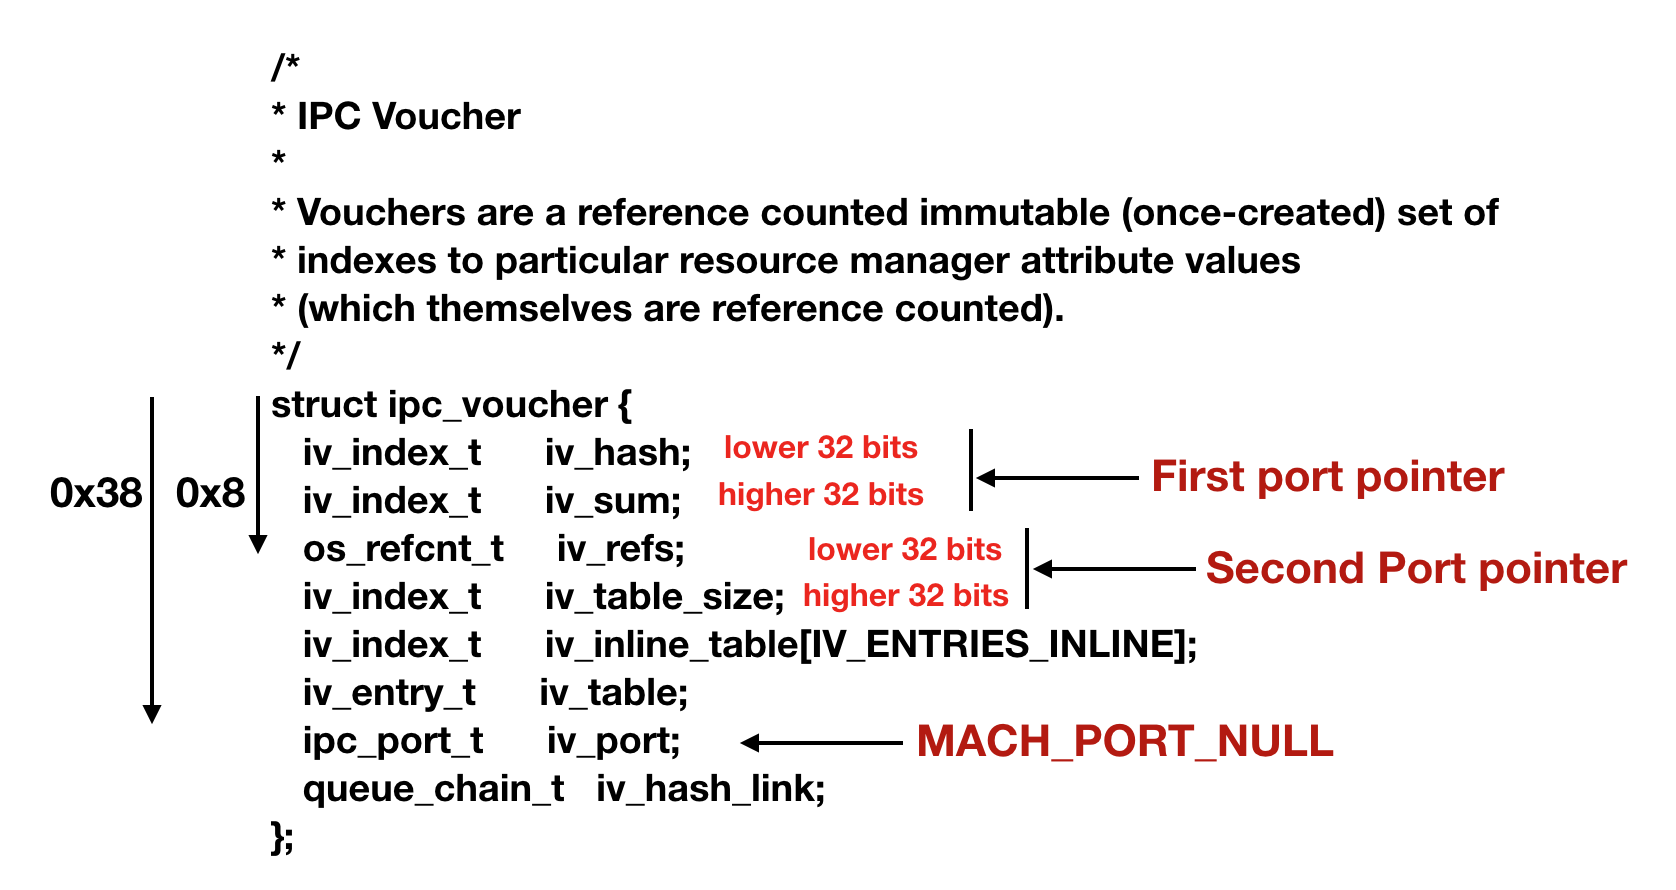 /*
* IPC Voucher
*
* Vouchers are a reference counted immutable (once-created) set of
* indexes to particular resource manager attribute values
* (which themselves are reference counted).
*/
struct ipc_voucher {
iv_index_t iv_hash; lower 32 bits
First port pointer
0x38 0x8 iv_index_t iv_sum; higher 32 bits
os_refcnt_t iv_refs; lower 32 bits
Second Port pointer
iv_index_t iv_table_size; higher 32 bits
iv_index_t iv_inline_table[IV_ENTRIES_INLINE];
iv_entry_t iv_table;
ipc_port_t iv_port; MACH_PORT_NULL
queue_chain_t iv_hash_link;
};